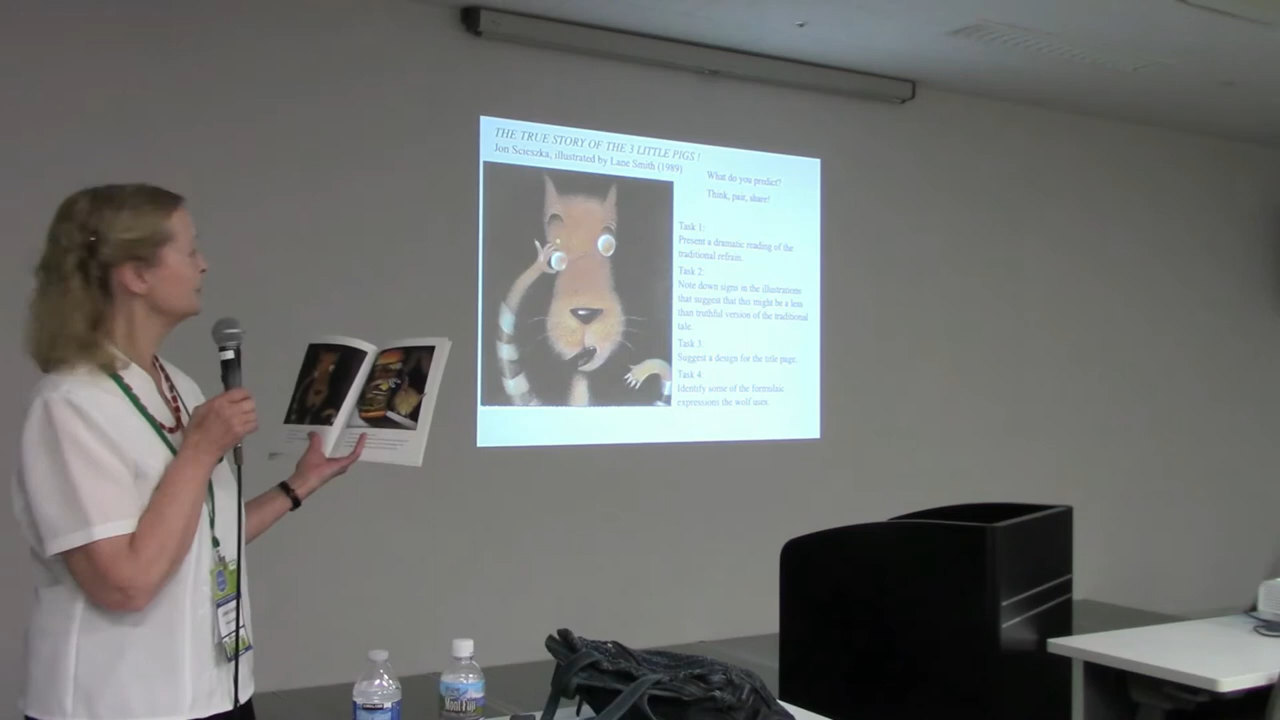 THE TRUE STORY OF THE 3 LITTLE PIGS !
Jon Scieszka, illustrated by Lane Smith (1989)
What do you predict?
Think, pair, share!
Task 1:
Present a dramatic reading of the
traditional refrain.
Task 2:
Note down signs in the illustrations
that suggest that this might be a less
than truthful version of the traditional
tale.
Task 3
Suggest a design for the title page.
Task 4
Identify some of the formulaic
expressions the wolf uses.
KIRKLAND